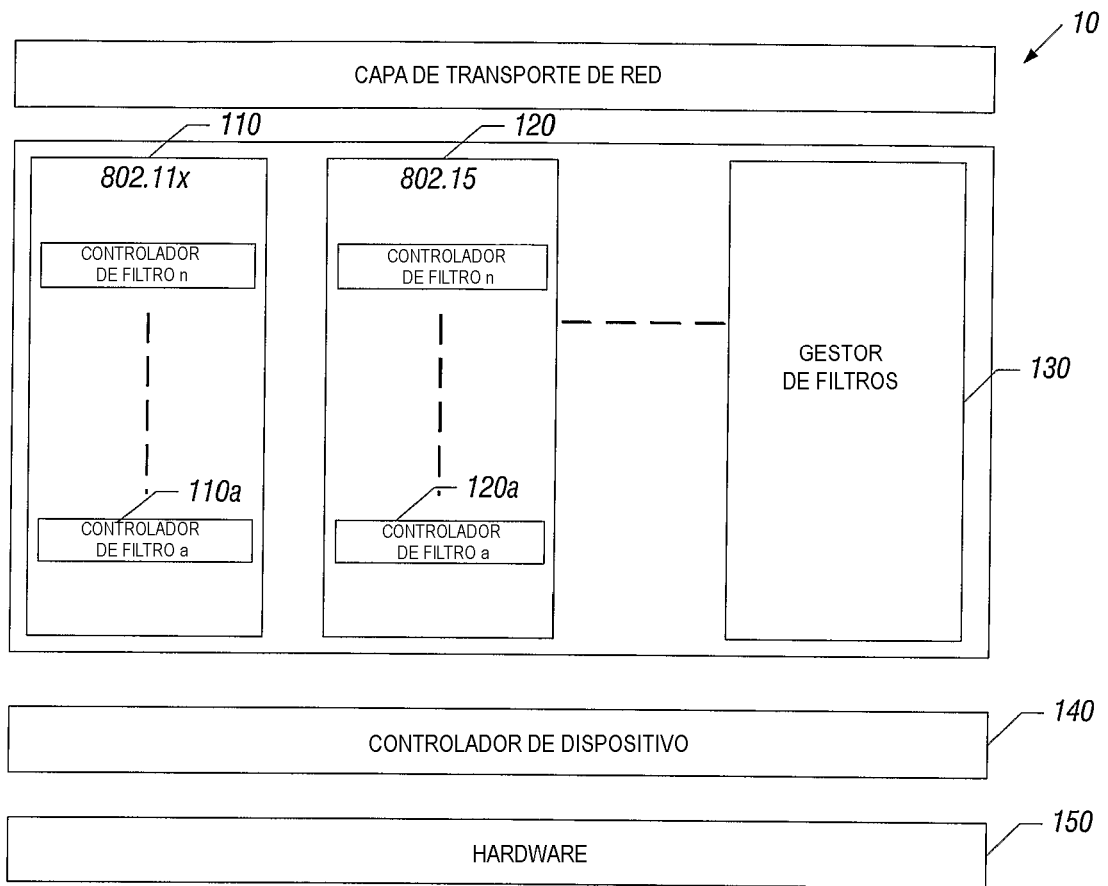 10
CAPA DE TRANSPORTE DE RED
110
120
802.11x
802.15
CONTROLADOR
DE FILTRO n
CONTROLADOR
DE FILTRO n
GESTOR
DE FILTROS
130
110a
120a
CONTROLADOR
DE FILTRO a
CONTROLADOR
DE FILTRO a
140
CONTROLADOR DE DISPOSITIVO
150
HARDWARE